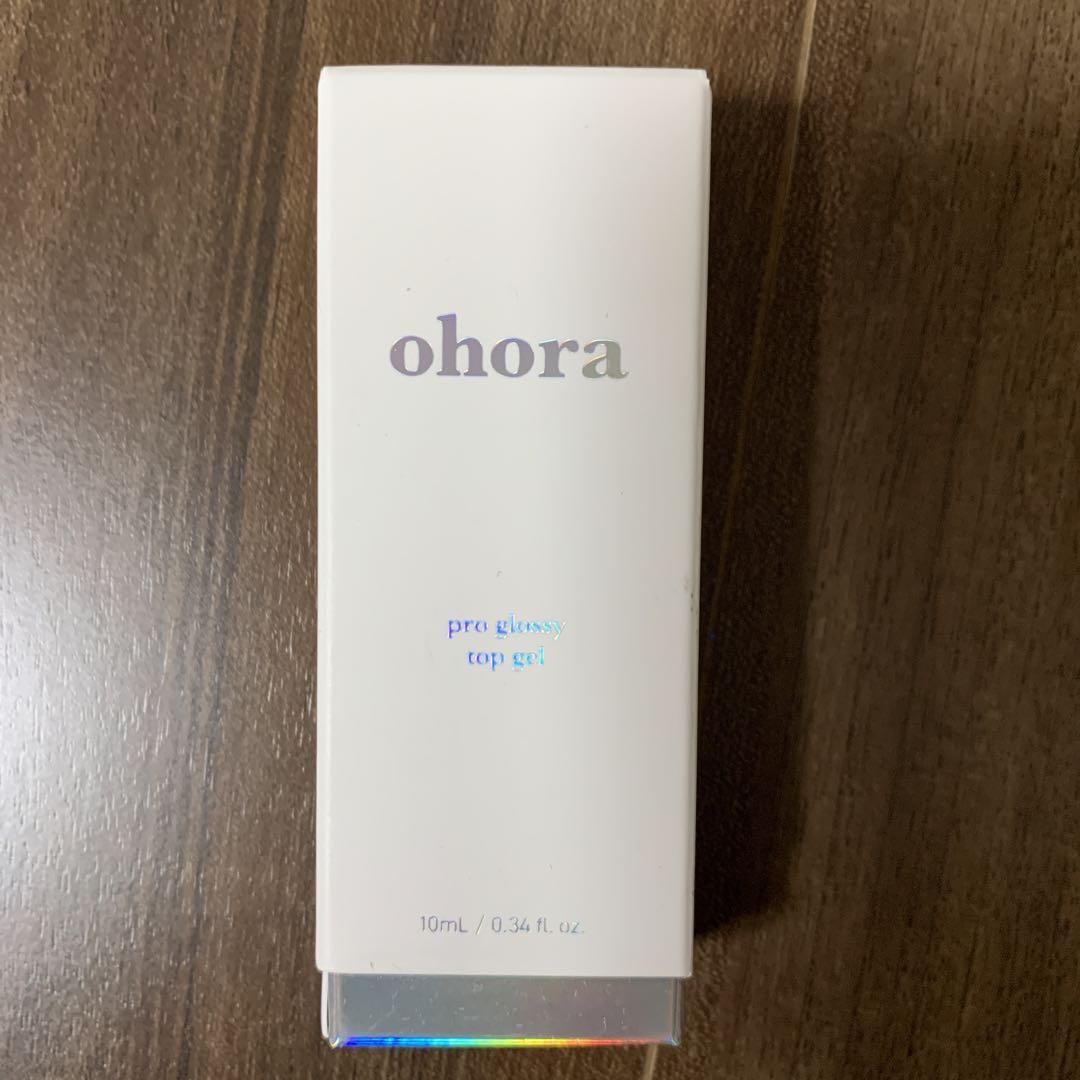 ohora
pro glossy
top gel
10mL / 0.34 fl. oz.